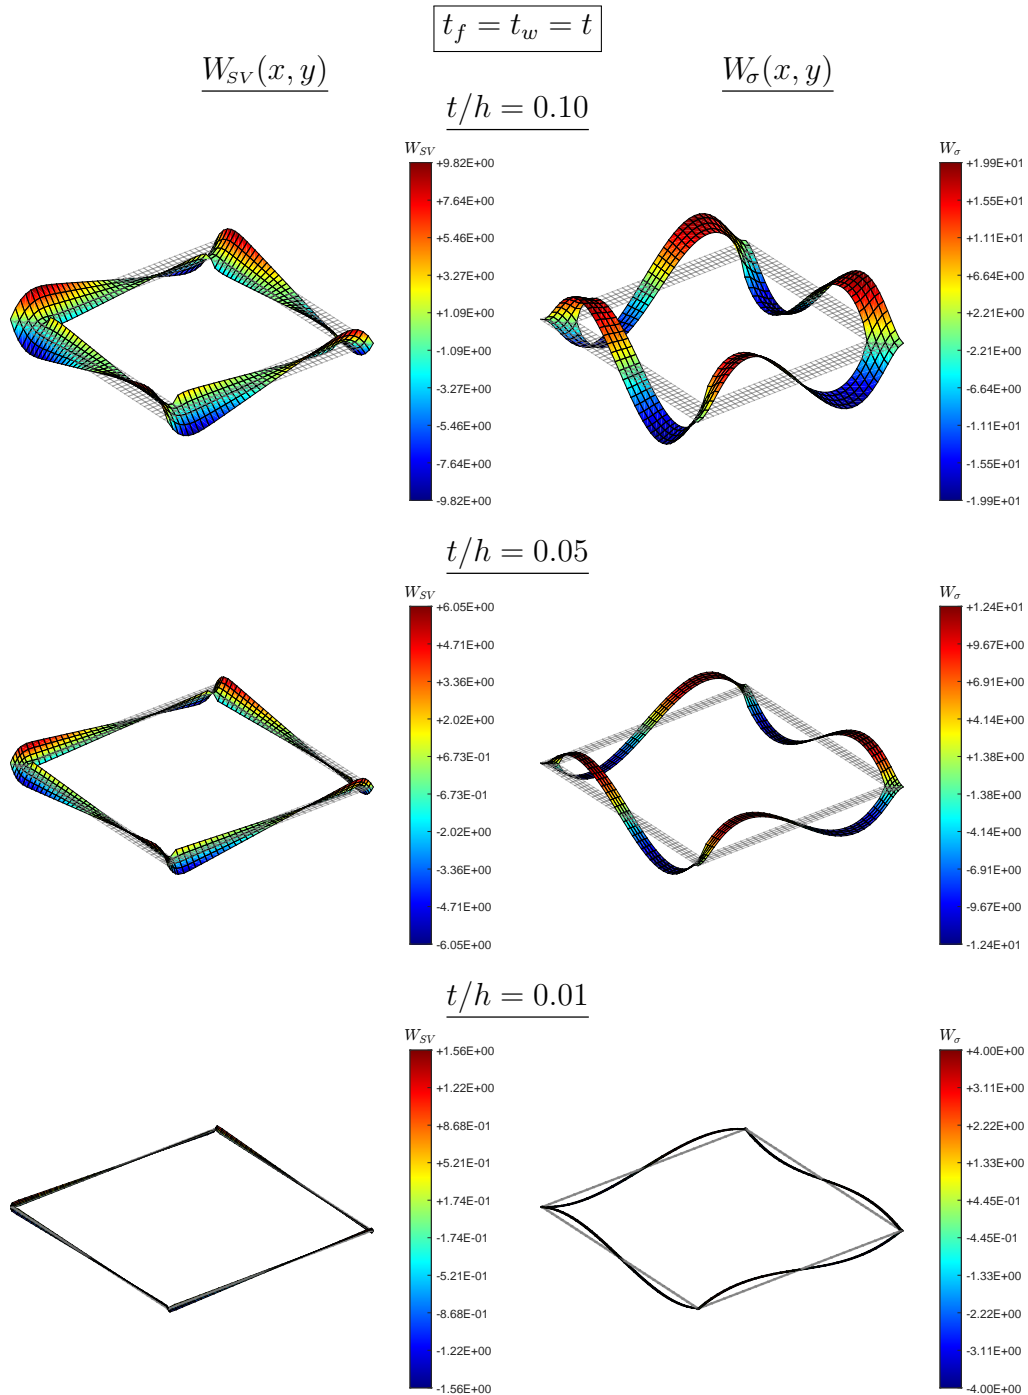 t_f = t_w = t
W_{SV}(x, y)
W_σ(x, y)
t/h = 0.10
W_{SV}
+9.82E+00
+7.64E+00
+5.46E+00
+3.27E+00
+1.09E+00
-1.09E+00
-3.27E+00
-5.46E+00
-7.64E+00
-9.82E+00
W_σ
+1.99E+01
+1.55E+01
+1.11E+01
+6.64E+00
+2.21E+00
-2.21E+00
-6.64E+00
-1.11E+01
-1.55E+01
-1.99E+01
t/h = 0.05
W_{SV}
+6.05E+00
+4.71E+00
+3.36E+00
+2.02E+00
+6.73E-01
-6.73E-01
-2.02E+00
-3.36E+00
-4.71E+00
-6.05E+00
W_σ
+1.24E+01
+9.67E+00
+6.91E+00
+4.14E+00
+1.38E+00
-1.38E+00
-4.14E+00
-6.91E+00
-9.67E+00
-1.24E+01
t/h = 0.01
W_{SV}
+1.56E+00
+1.22E+00
+8.68E-01
+5.21E-01
+1.74E-01
-1.74E-01
-5.21E-01
-8.68E-01
-1.22E+00
-1.56E+00
W_σ
+4.00E+00
+3.11E+00
+2.22E+00
+1.33E+00
+4.45E-01
-4.45E-01
-1.33E+00
-2.22E+00
-3.11E+00
-4.00E+00